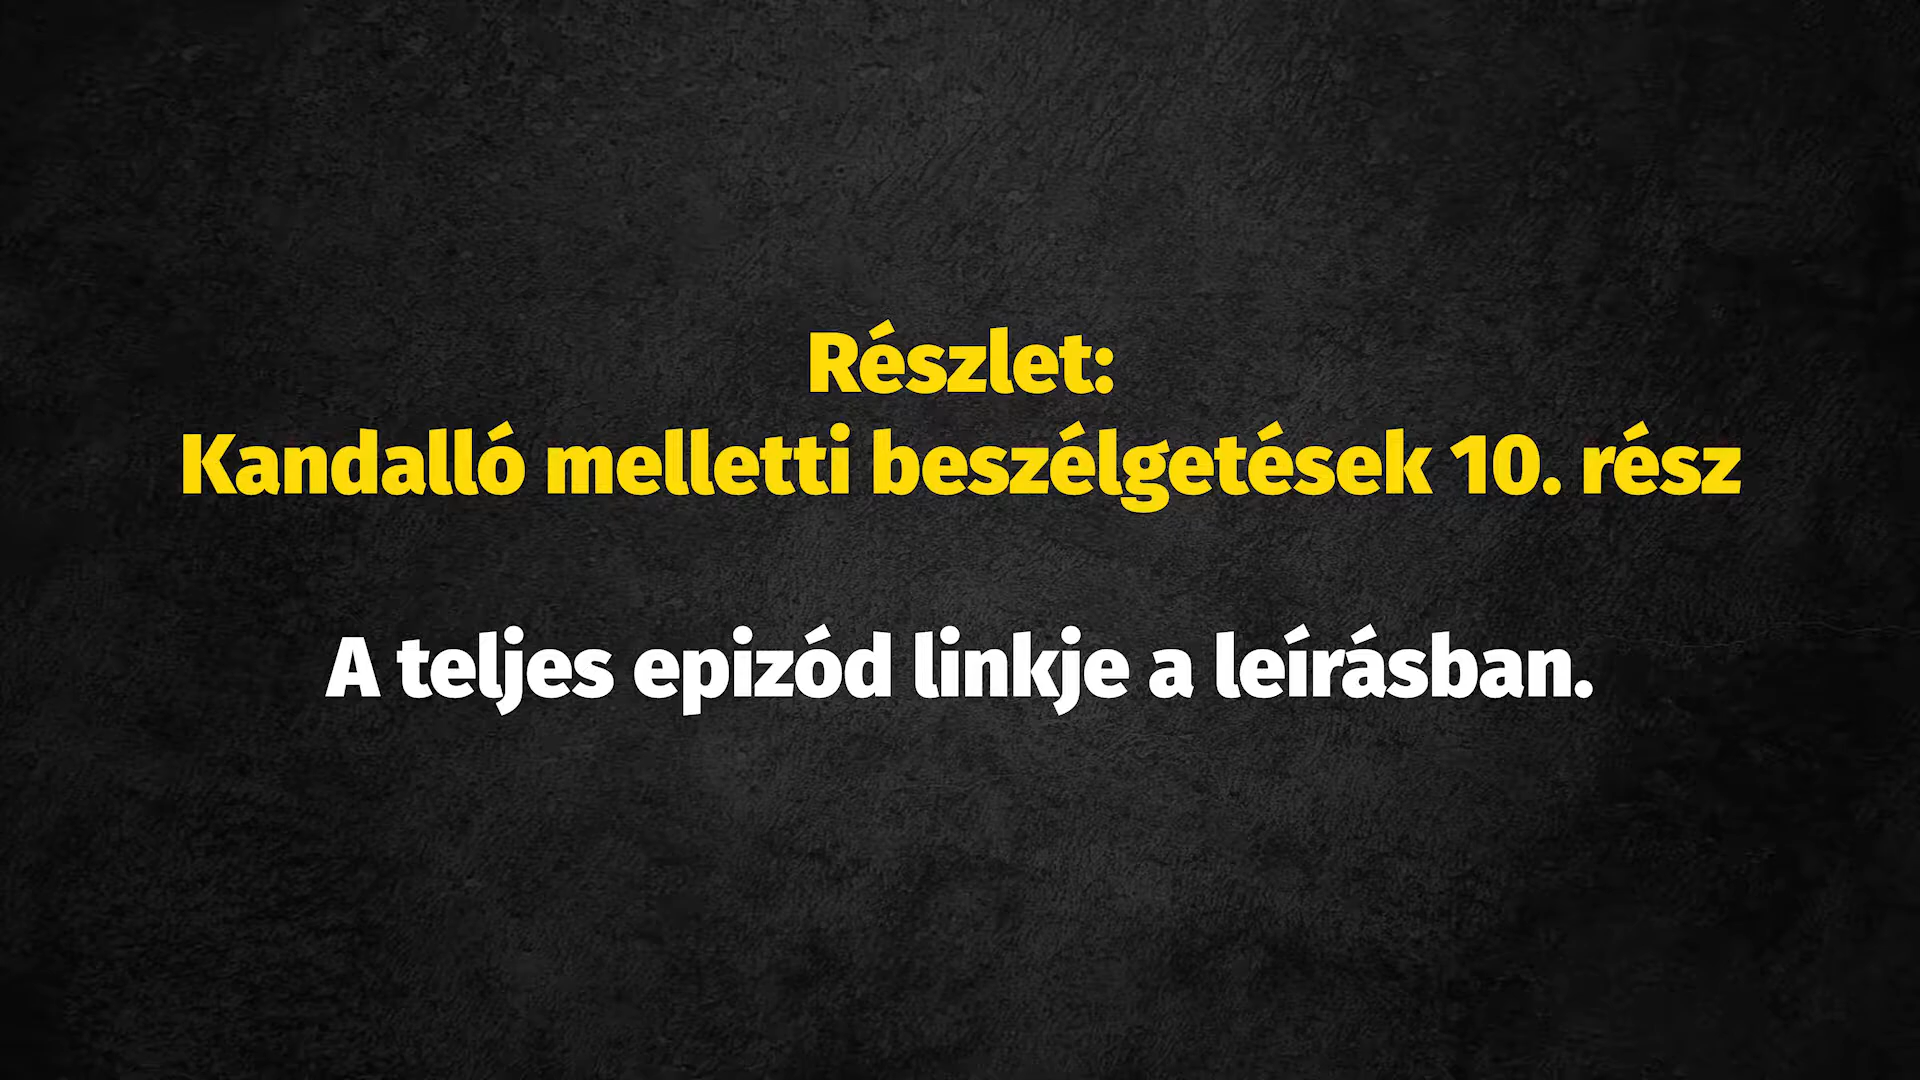 Részlet:
Kandalló melletti beszélgetések 10. rész
A teljes epizód linkje a leírásban.